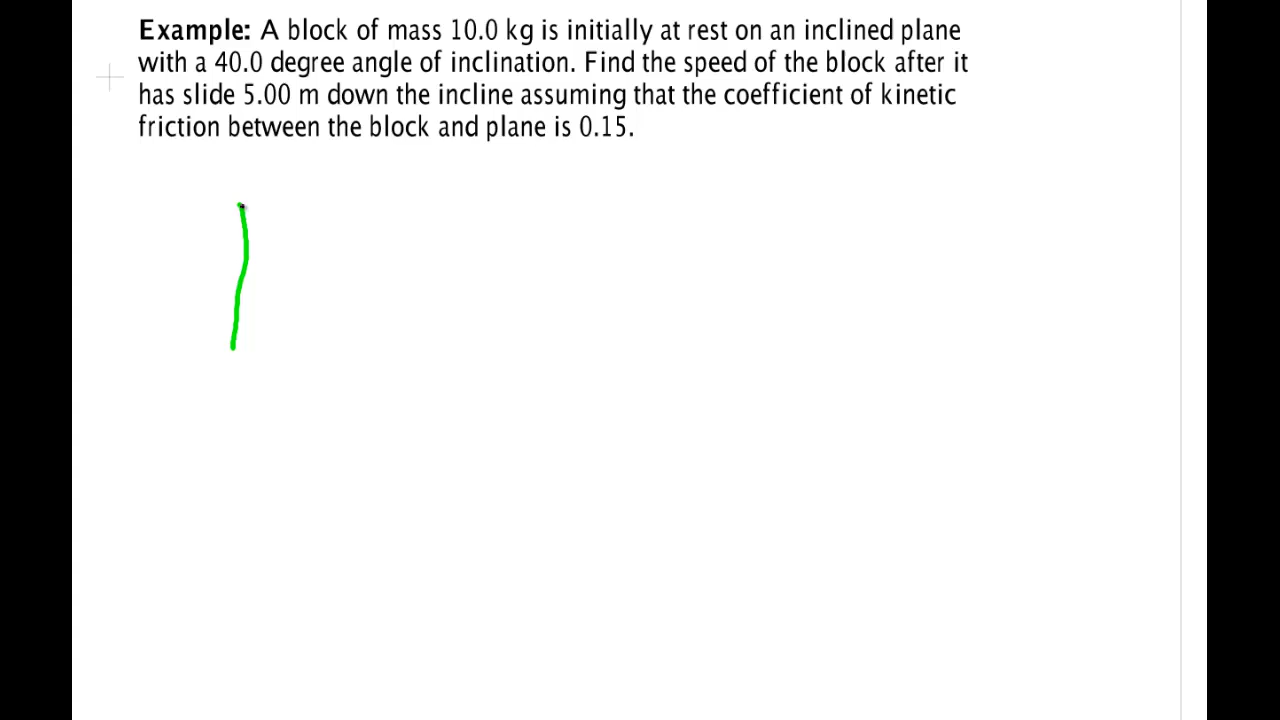 Example: A block of mass 10.0 kg is initially at rest on an inclined plane
with a 40.0 degree angle of inclination. Find the speed of the block after it
has slide 5.00 m down the incline assuming that the coefficient of kinetic
friction between the block and plane is 0.15.